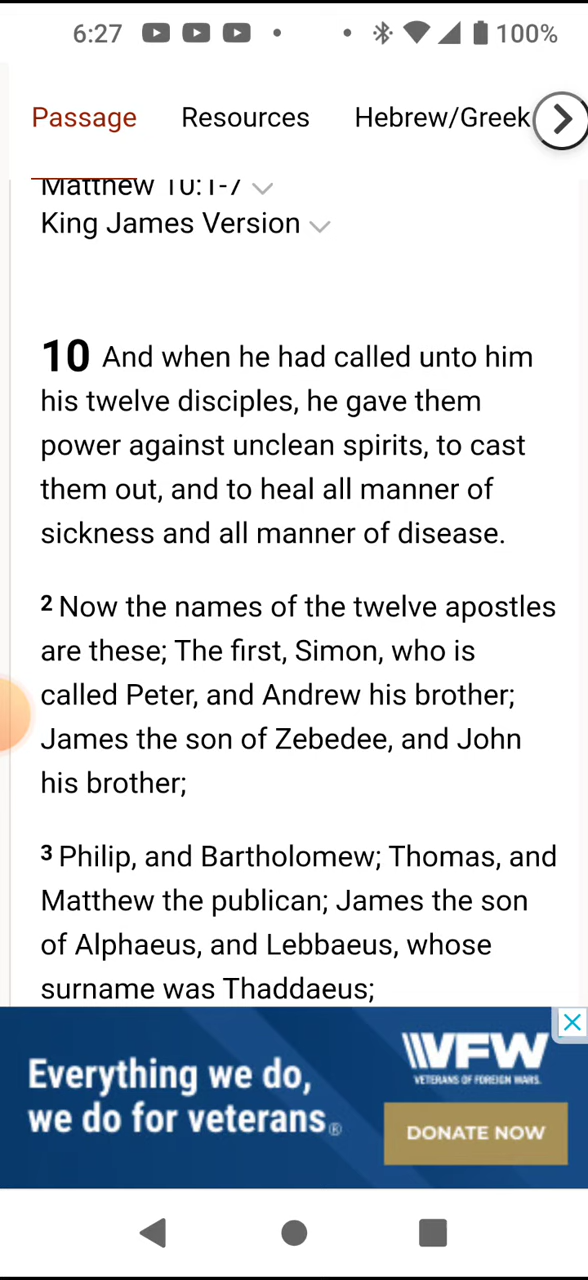 6:27 100%
Passage Resources Hebrew/Greek
Matthew 10:1-7
King James Version
10 And when he had called unto him
his twelve disciples, he gave them
power against unclean spirits, to cast
them out, and to heal all manner of
sickness and all manner of disease.
2 Now the names of the twelve apostles
are these; The first, Simon, who is
called Peter, and Andrew his brother;
James the son of Zebedee, and John
his brother;
3 Philip, and Bartholomew; Thomas, and
Matthew the publican; James the son
of Alphaeus, and Lebbaeus, whose
surname was Thaddaeus;
Everything we do,
we do for veterans®
VFW
VETERANS OF FOREIGN WARS.
DONATE NOW